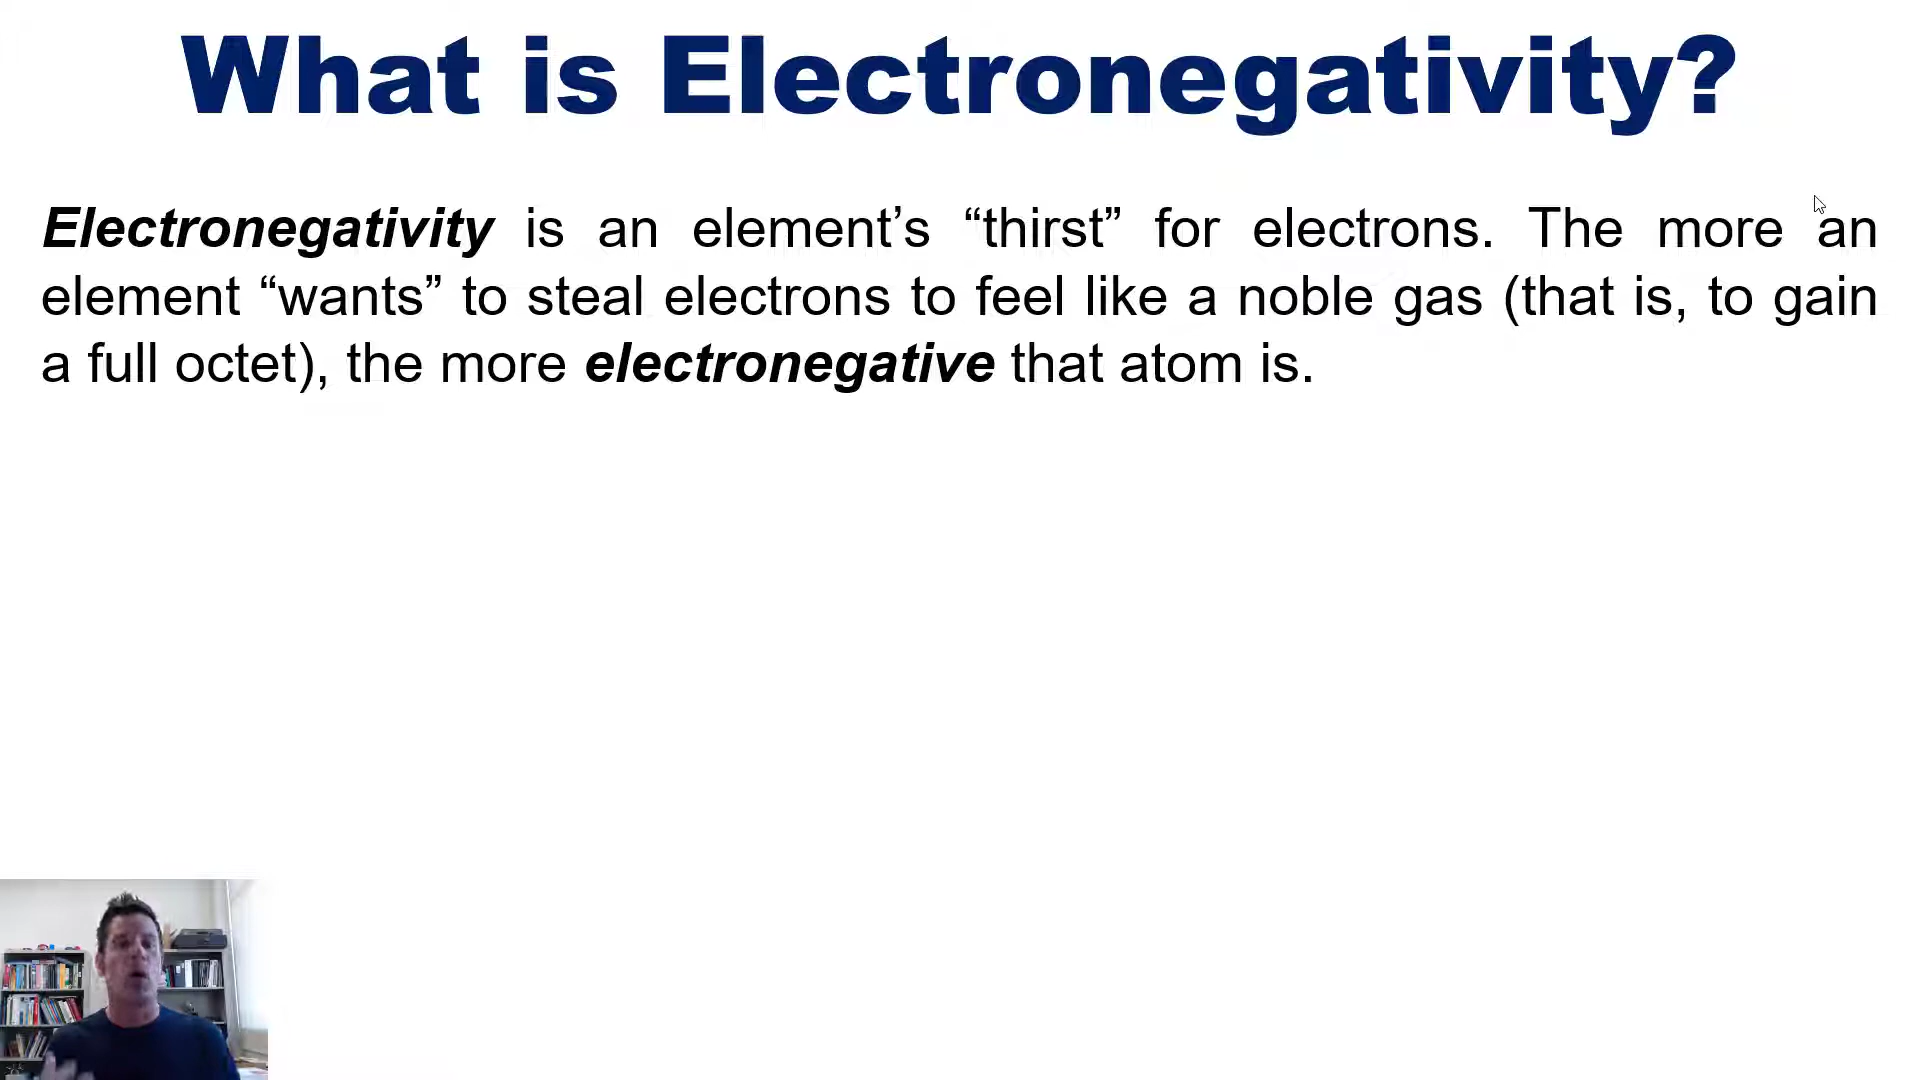 What is Electronegativity?
Electronegativity is an element’s “thirst” for electrons. The more an
element “wants” to steal electrons to feel like a noble gas (that is, to gain
a full octet), the more electronegative that atom is.